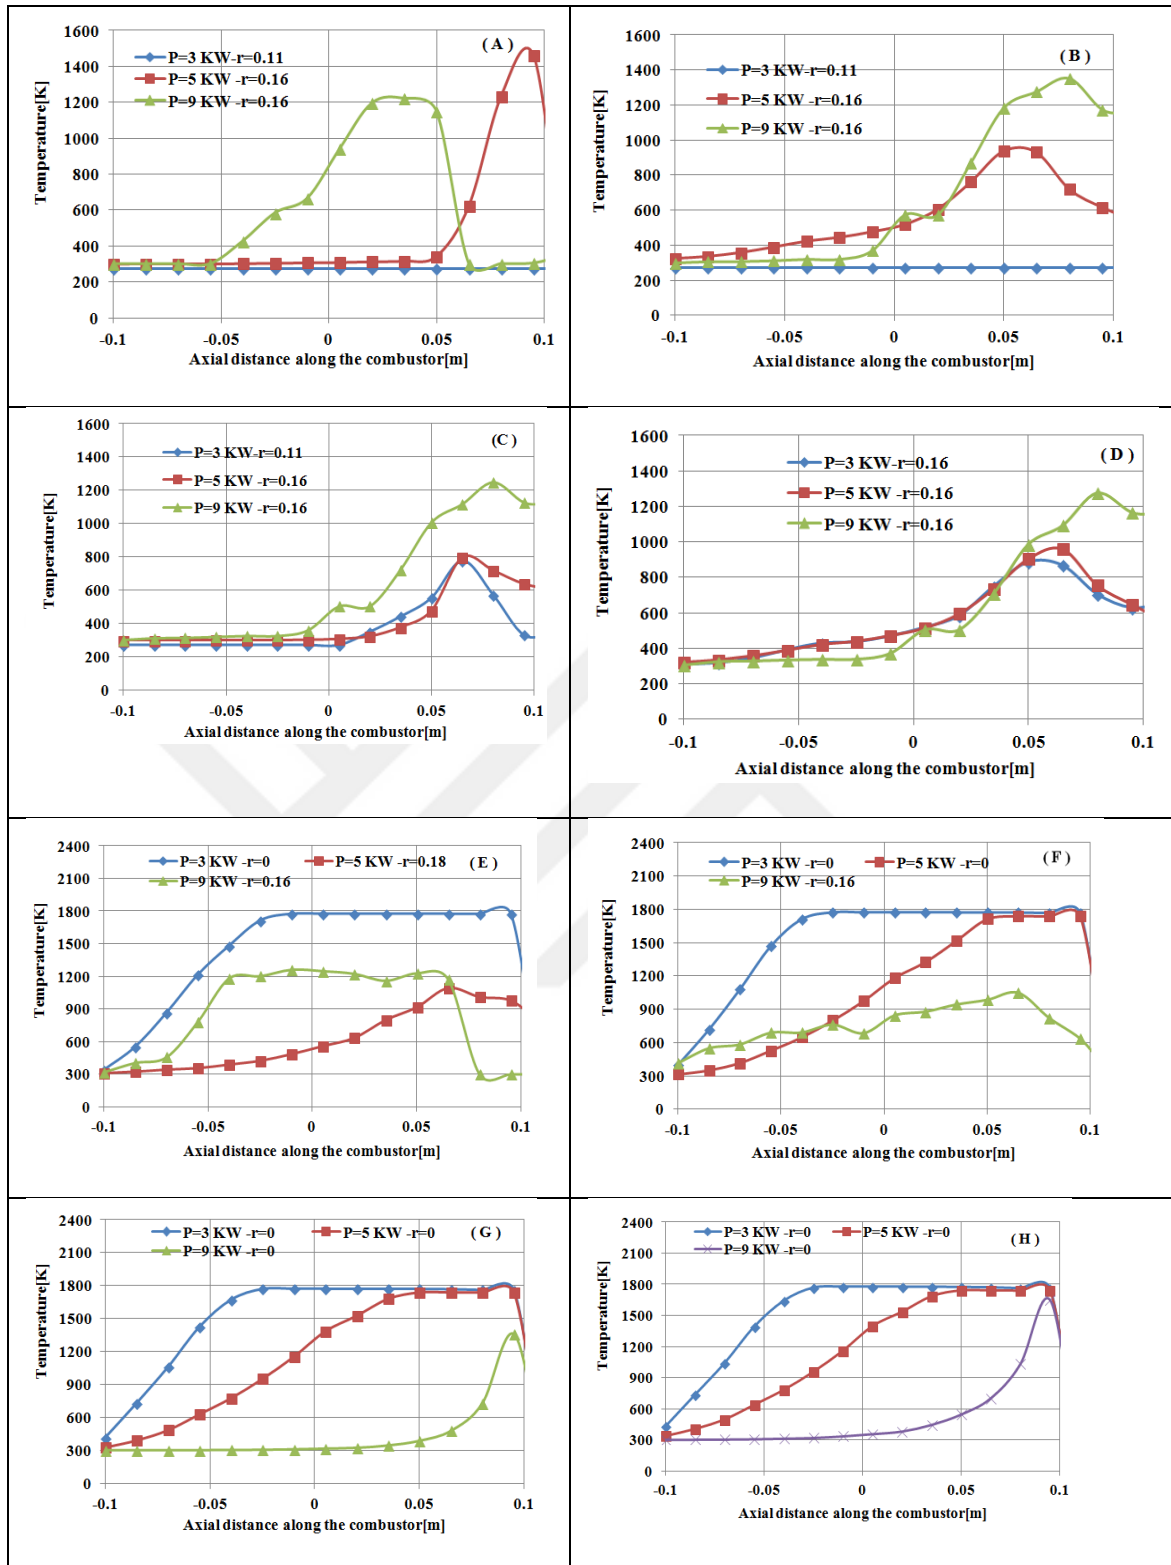 ( A )
P=3 KW-r=0.11
P=5 KW -r=0.16
P=9 KW -r=0.16
Temperature[K]
1600
1400
1200
1000
800
600
400
200
0
-0.1 -0.05 0 0.05 0.1
Axial distance along the combustor[m]
( B )
P=3 KW-r=0.11
P=5 KW -r=0.16
P=9 KW -r=0.16
Temperature[K]
1600
1400
1200
1000
800
600
400
200
0
-0.1 -0.05 0 0.05 0.1
Axial distance along the combustor[m]
(C )
P=3 KW-r=0.11
P=5 KW -r=0.16
P=9 KW -r=0.16
Temperature[K]
1600
1400
1200
1000
800
600
400
200
0
-0.1 -0.05 0 0.05 0.1
Axial distance along the combustor[m]
( D )
P=3 KW-r=0.16
P=5 KW -r=0.16
P=9 KW -r=0.16
Temperature[K]
1600
1400
1200
1000
800
600
400
200
0
-0.1 -0.05 0 0.05 0.1
Axial distance along the combustor[m]
P=3 KW -r=0 P=5 KW -r=0.18 ( E )
P=9 KW -r=0.16
Temperature[K]
2400
2100
1800
1500
1200
900
600
300
0
-0.1 -0.05 0 0.05 0.1
Axial distance along the combustor[m]
P=3 KW -r=0 P=5 KW -r=0 ( F )
P=9 KW -r=0.16
Temperature[K]
2400
2100
1800
1500
1200
900
600
300
0
-0.1 -0.05 0 0.05 0.1
Axial distance along the combustor[m]
P=3 KW -r=0 P=5 KW -r=0 ( G )
P=9 KW -r=0
Temperature[K]
2400
2100
1800
1500
1200
900
600
300
0
-0.1 -0.05 0 0.05 0.1
Axial distance along the combustor[m]
P=3 KW -r=0 P=5 KW -r=0 ( H )
P=9 KW -r=0
Temperature[K]
2400
2100
1800
1500
1200
900
600
300
0
-0.1 -0.05 0 0.05 0.1
Axial distance along the combustor[m]